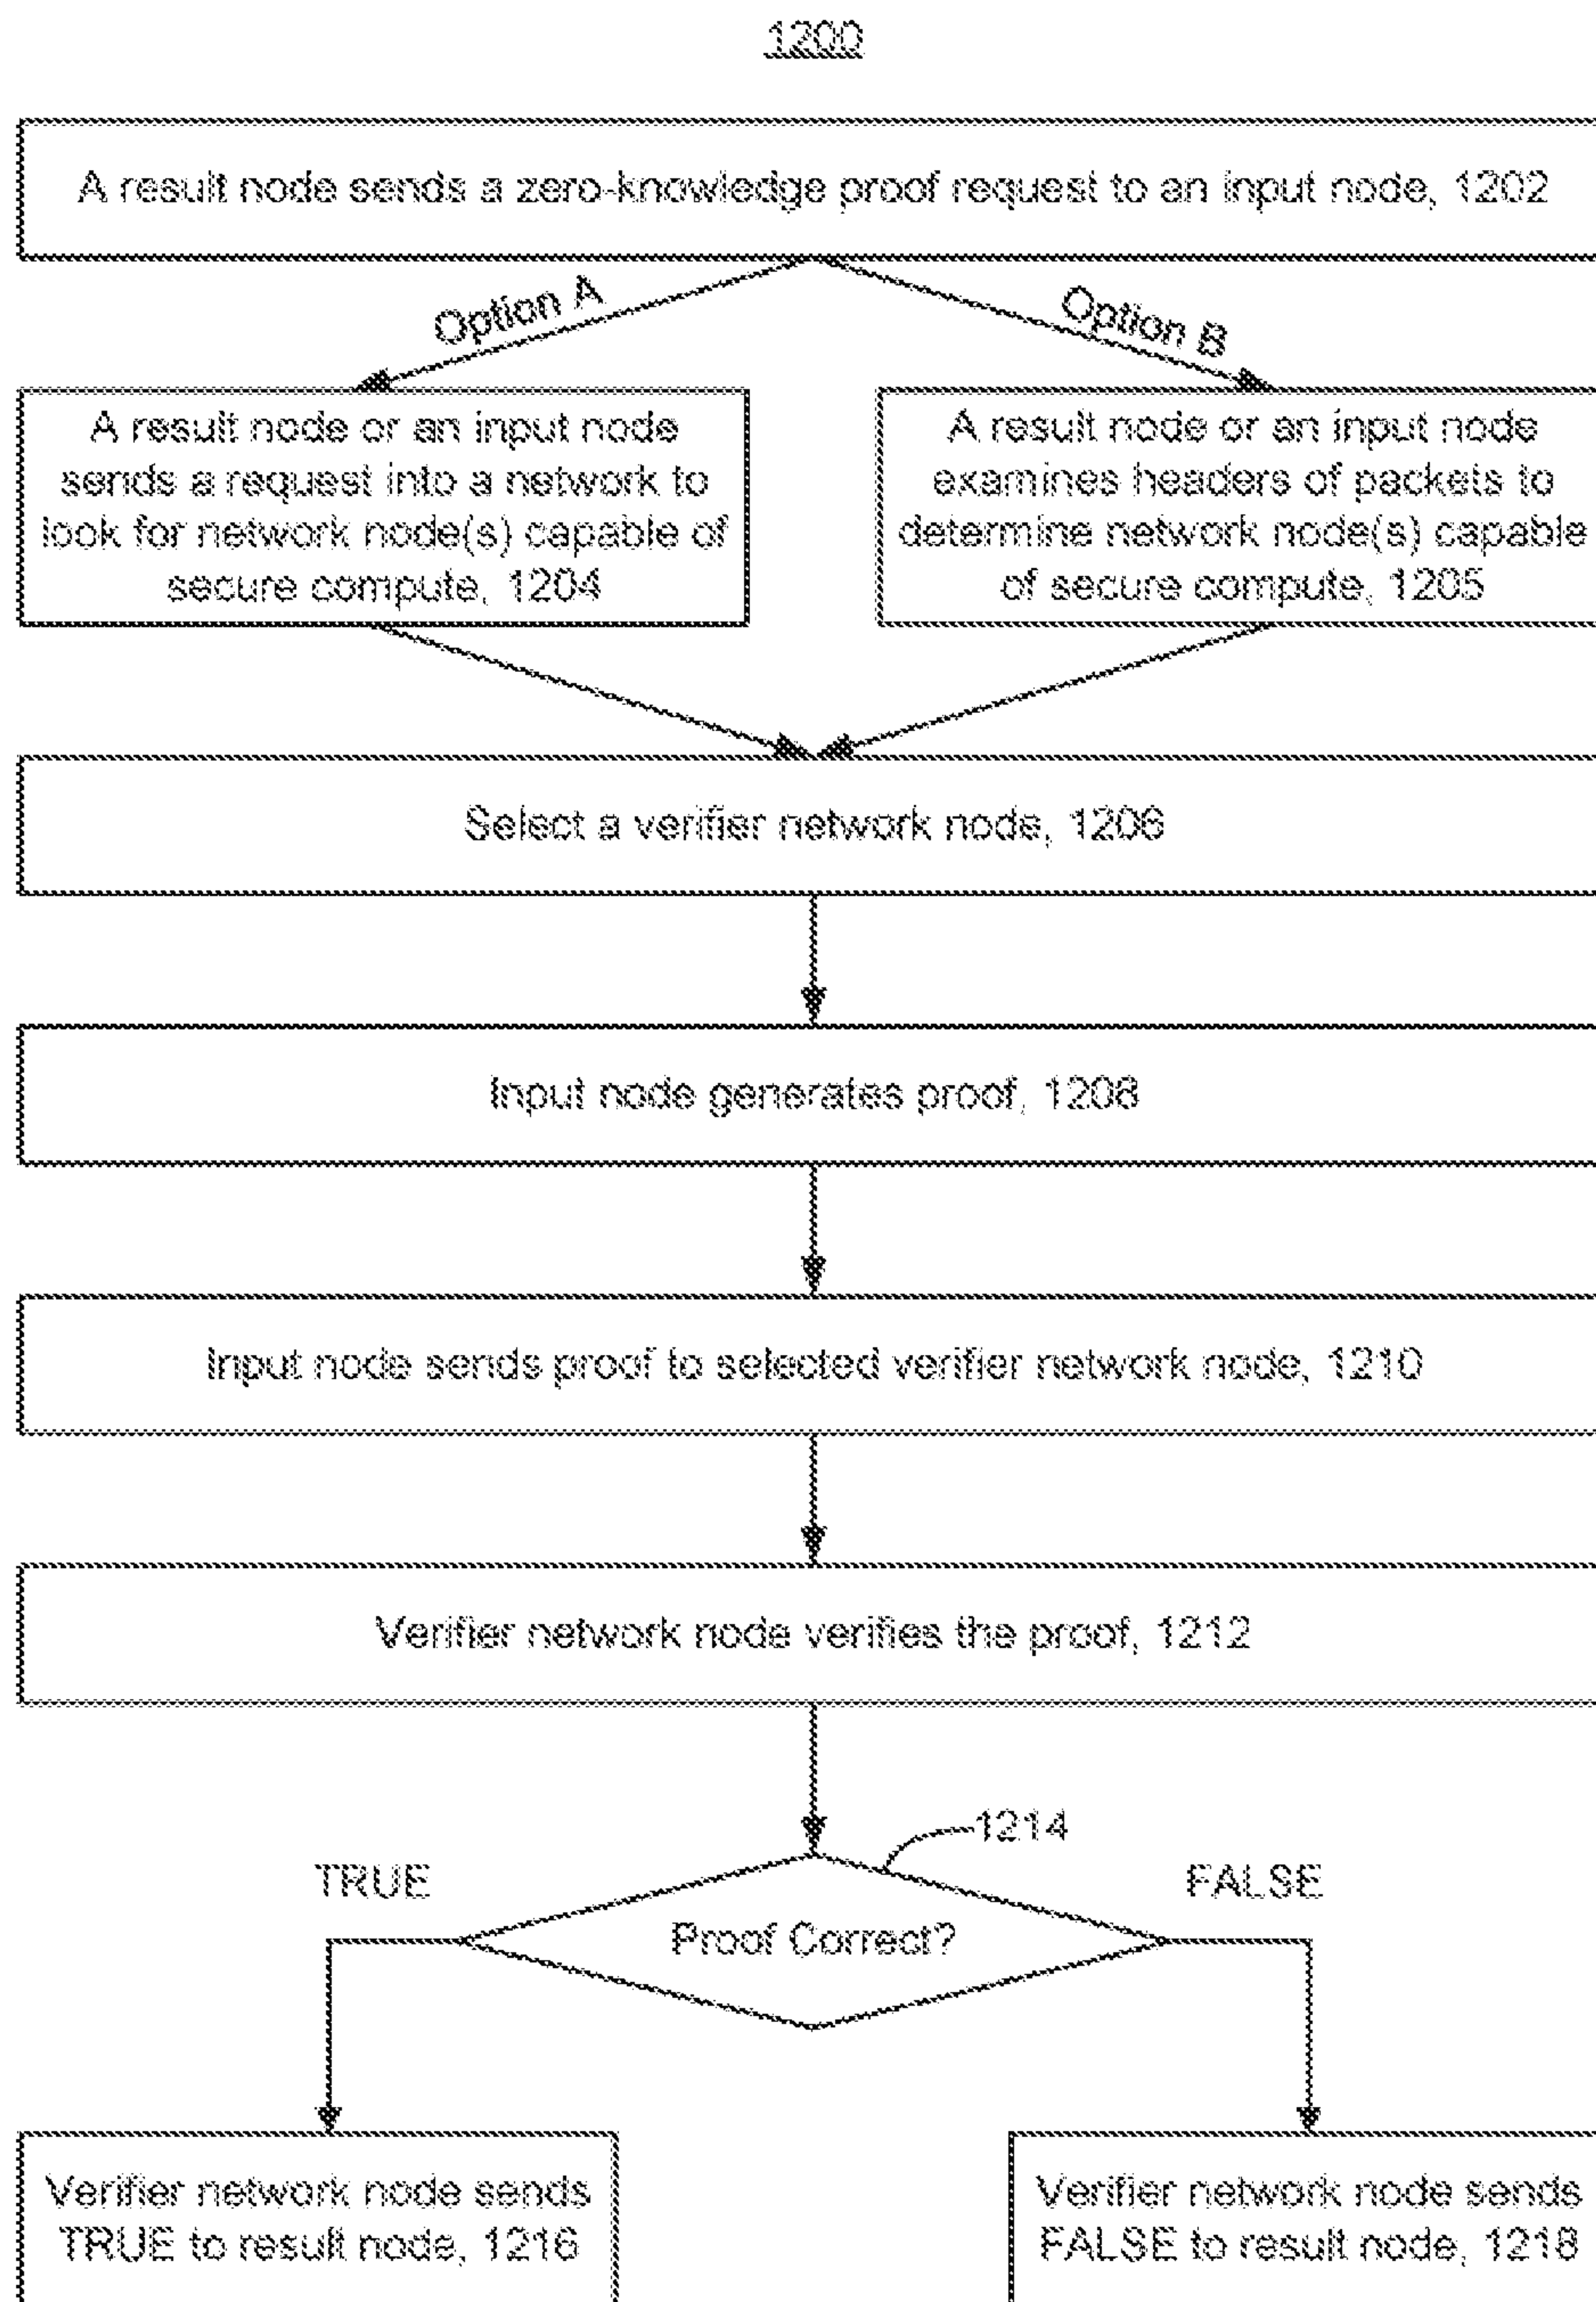 1200
A result node sends a zero-knowledge proof request to an input node, 1202
Option A
Option B
A result node or an input node
sends a request into a network to
look for network node(s) capable of
secure compute, 1204
A result node or an input node
examines headers of packets to
determine network node(s) capable
of secure compute, 1205
Select a verifier network node, 1206
Input node generates proof, 1208
Input node sends proof to selected verifier network node, 1210
Verifier network node verifies the proof, 1212
1214
TRUE
FALSE
Proof Correct?
Verifier network node sends
TRUE to result node, 1216
Verifier network node sends
FALSE to result node, 1218